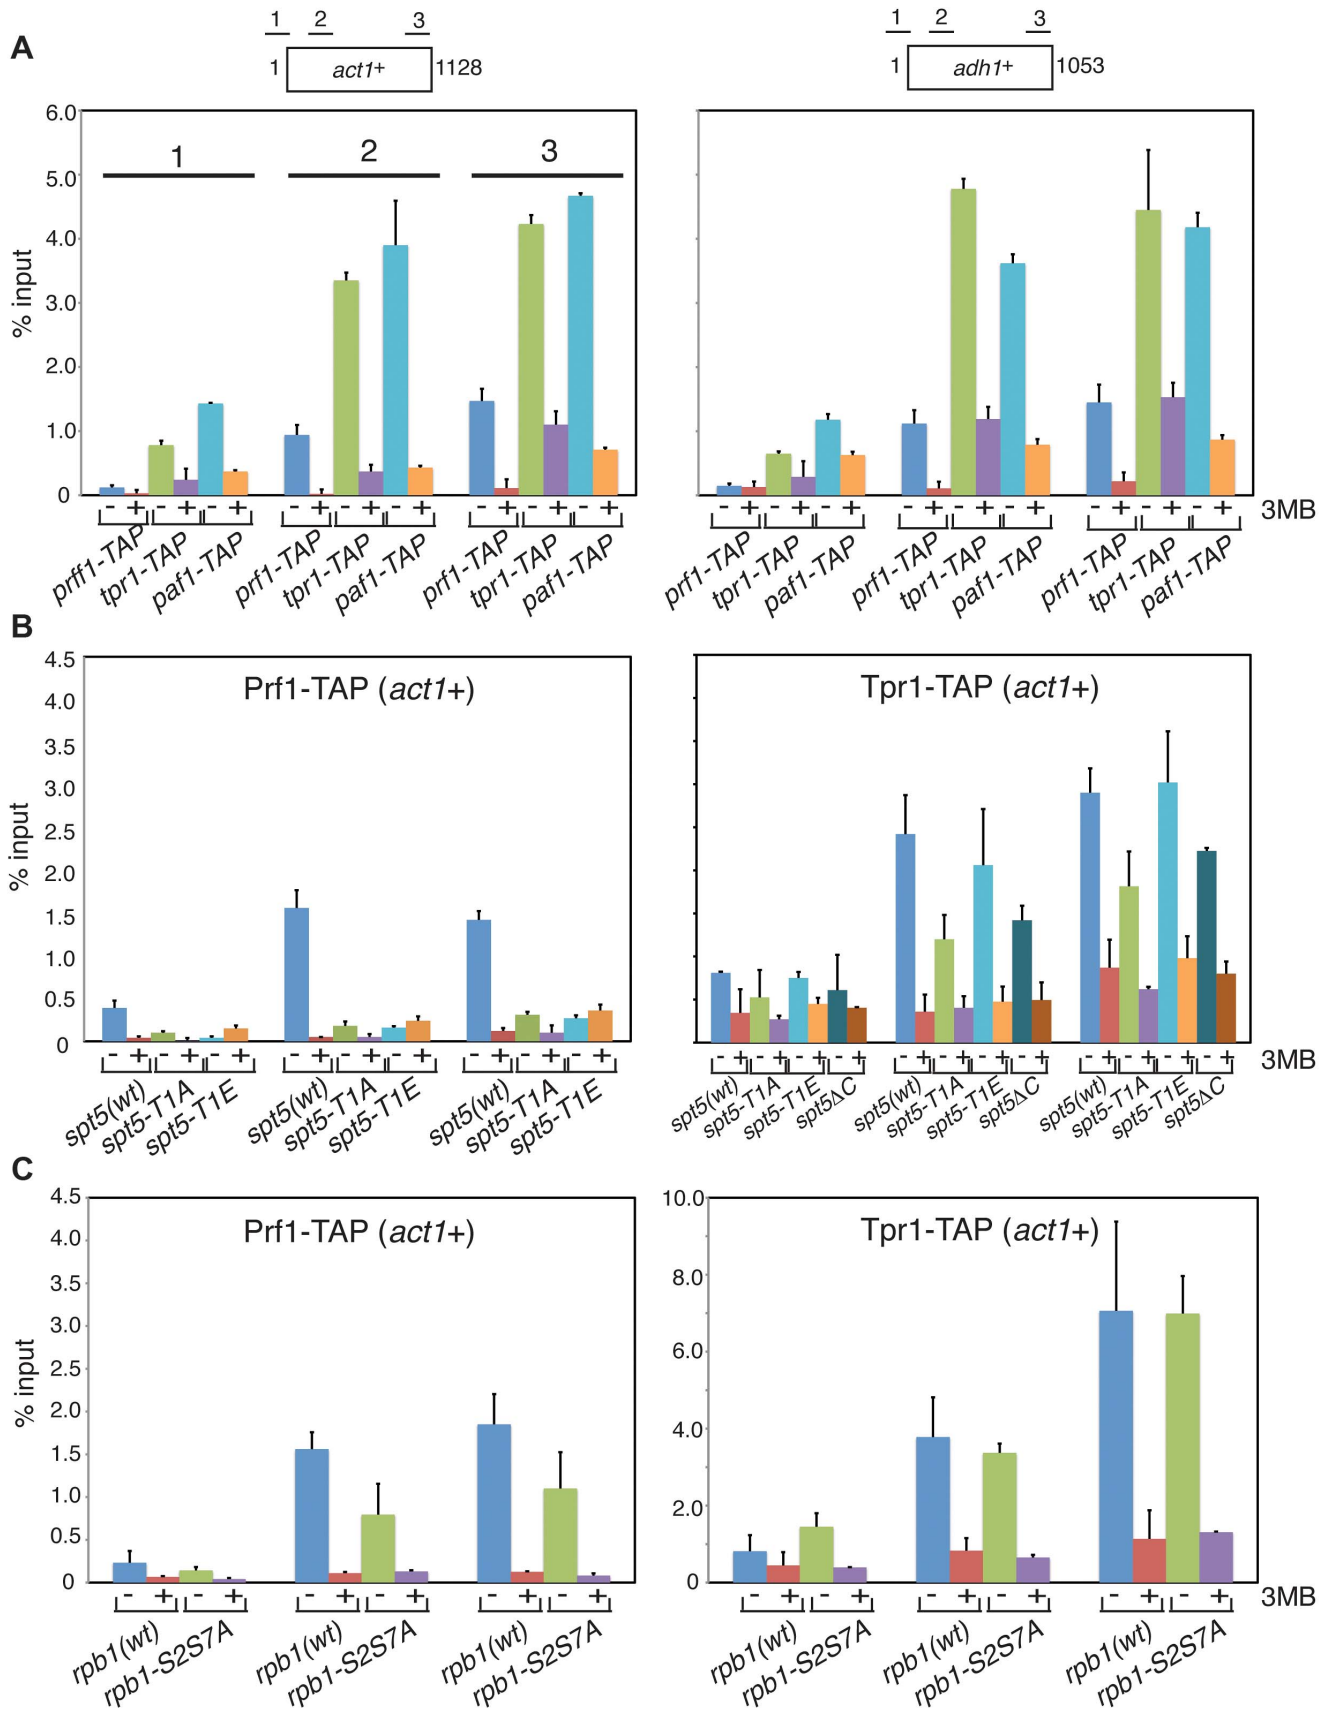 A
1 2 3
1 act1+ 1128
1 2 3
1 adh1+ 1053
6.0
5.0
4.0
3.0
2.0
1.0
0
% input
1 2 3
- + - + - + - + - + - + - + - + - +
prff1-TAP tpr1-TAP paf1-TAP prf1-TAP tpr1-TAP paf1-TAP prf1-TAP tpr1-TAP paf1-TAP
- + - + - + - + - + - + - + - + - + 3MB
prf1-TAP tpr1-TAP paf1-TAP prf1-TAP tpr1-TAP paf1-TAP prf1-TAP tpr1-TAP paf1-TAP
B
Prf1-TAP (act1+)
4.5
4.0
3.5
3.0
2.5
2.0
1.5
1.0
0.5
0
% input
- + - + - + - + - + - + - + - + - +
spt5(wt) spt5-T1A spt5-T1E spt5(wt) spt5-T1A spt5-T1E spt5(wt) spt5-T1A spt5-T1E
Tpr1-TAP (act1+)
- + - + - + - + - + - + - + - + - + - + - + - + 3MB
spt5(wt) spt5-T1A spt5-T1E spt5ΔC spt5(wt) spt5-T1A spt5-T1E spt5ΔC spt5(wt) spt5-T1A spt5-T1E spt5ΔC
C
Prf1-TAP (act1+)
4.5
4.0
3.5
3.0
2.5
2.0
1.5
1.0
0.5
0
% input
- + - + - + - + - + - +
rpb1(wt) rpb1-S2S7A rpb1(wt) rpb1-S2S7A rpb1(wt) rpb1-S2S7A
Tpr1-TAP (act1+)
10.0
8.0
6.0
4.0
2.0
0
- + - + - + - + - + - + 3MB
rpb1(wt) rpb1-S2S7A rpb1(wt) rpb1-S2S7A rpb1(wt) rpb1-S2S7A